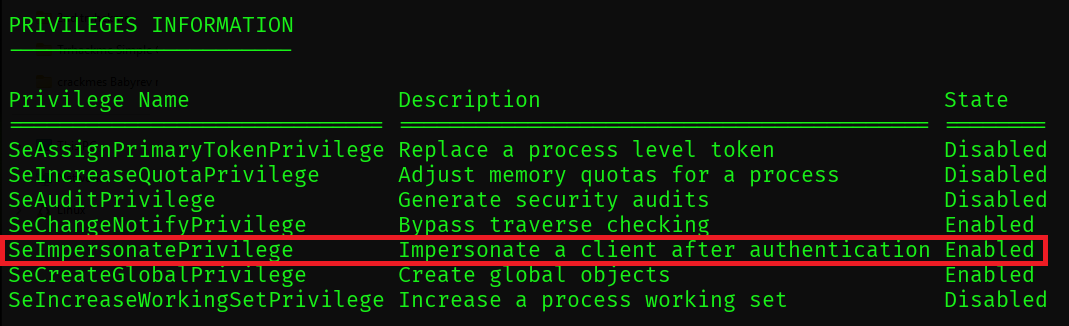 PRIVILEGES INFORMATION
----------------------
Privilege Name Description State
============================= ========================================= ========
SeAssignPrimaryTokenPrivilege Replace a process level token Disabled
SeIncreaseQuotaPrivilege Adjust memory quotas for a process Disabled
SeAuditPrivilege Generate security audits Disabled
SeChangeNotifyPrivilege Bypass traverse checking Enabled
SeImpersonatePrivilege Impersonate a client after authentication Enabled
SeCreateGlobalPrivilege Create global objects Enabled
SeIncreaseWorkingSetPrivilege Increase a process working set Disabled